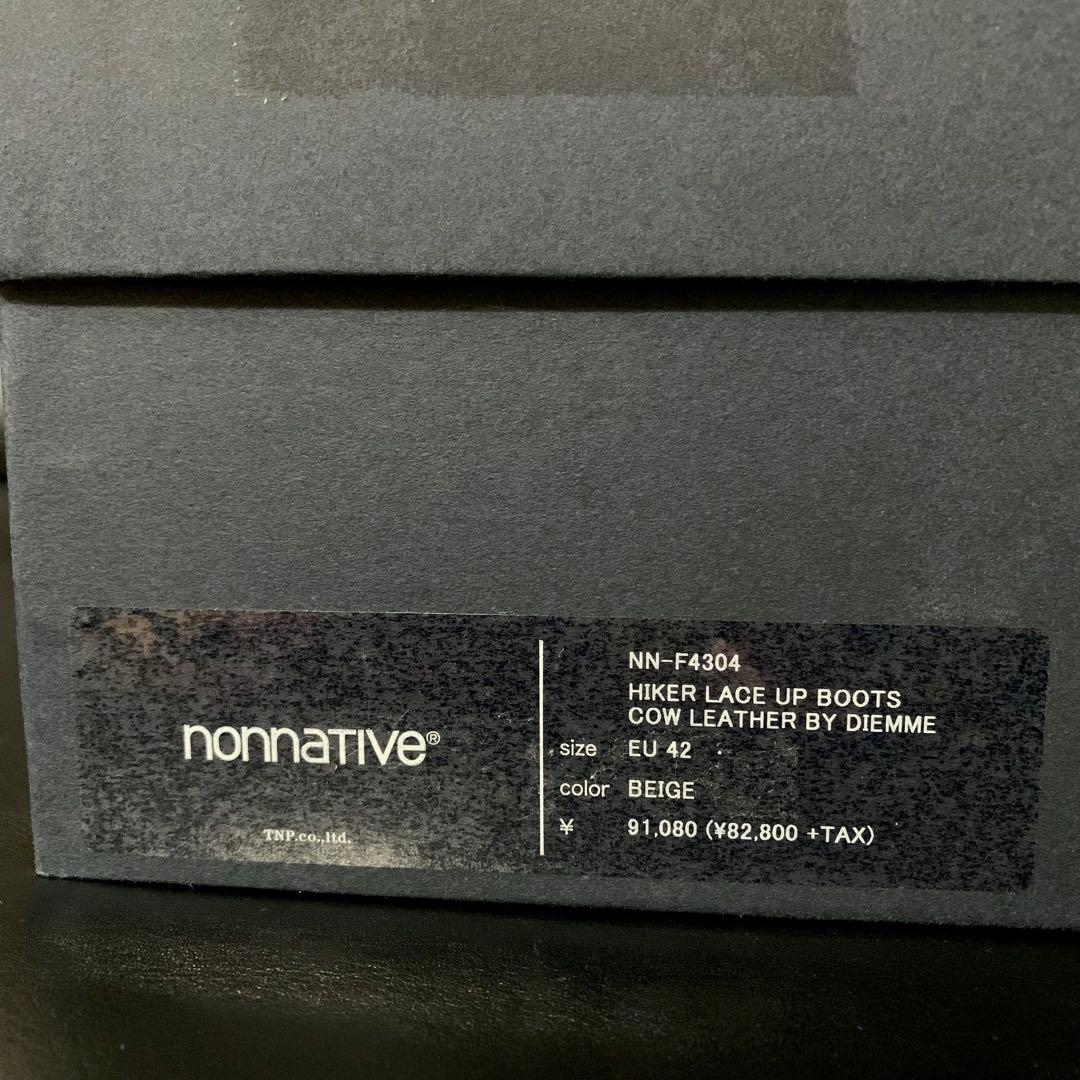 nonnative®
TNP.co.,ltd.
NN-F4304
HIKER LACE UP BOOTS
COW LEATHER BY DIEMME
size EU 42
color BEIGE
¥ 91,080 (¥82,800 +TAX)